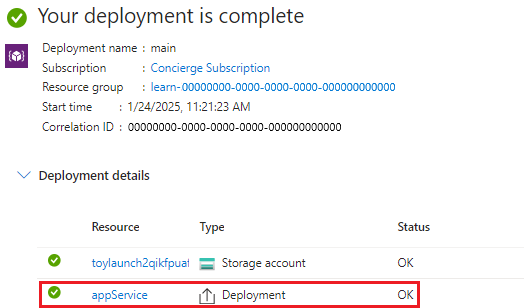 Your deployment is complete
Deployment name : main
Subscription : Concierge Subscription
Resource group : learn-00000000-0000-0000-0000-000000000000
Start time : 1/24/2025, 11:21:23 AM
Correlation ID : 00000000-0000-0000-0000-000000000000
Deployment details
Resource Type Status
toylaunch2qikfpuat Storage account OK
appService Deployment OK